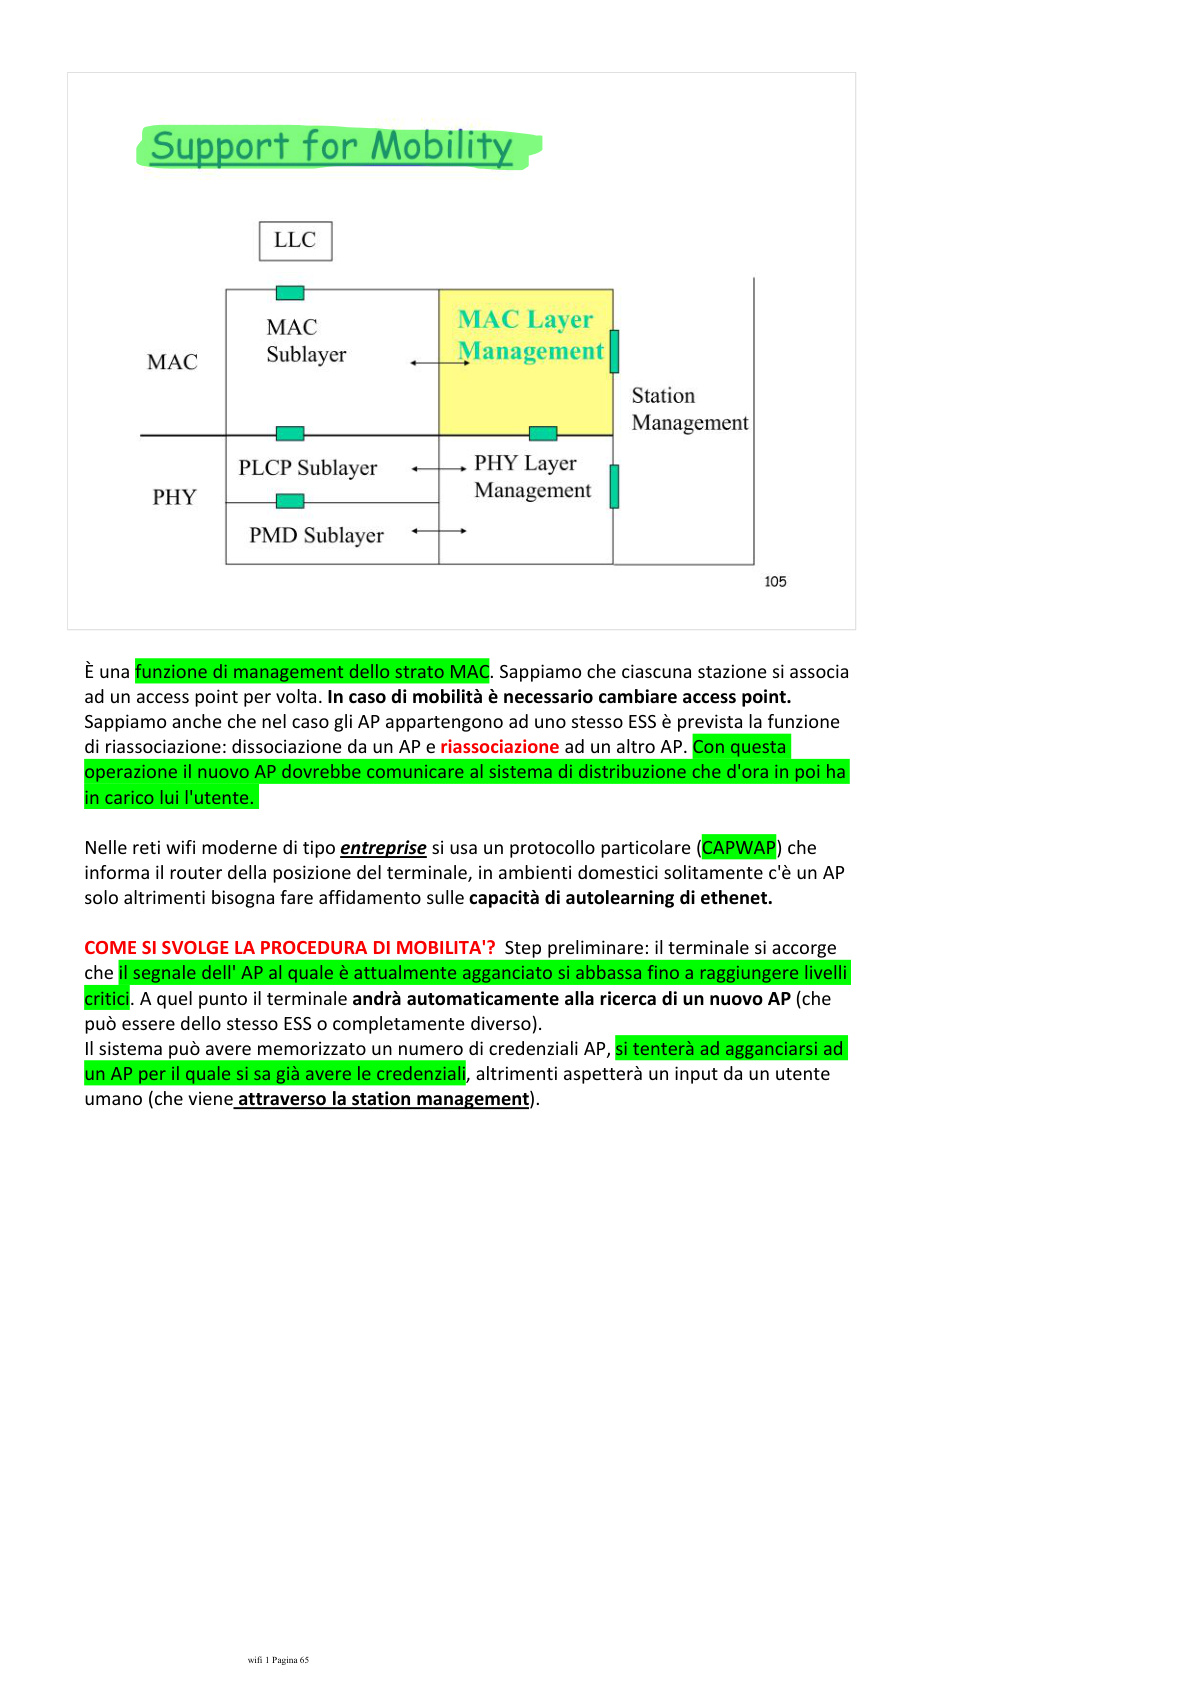 Support for Mobility
LLC
MAC
MAC
Sublayer
MAC Layer
Management
Station
Management
PHY
PLCP Sublayer
PHY Layer
Management
PMD Sublayer
105
È una funzione di management dello strato MAC. Sappiamo che ciascuna stazione si associa
ad un access point per volta. In caso di mobilità è necessario cambiare access point.
Sappiamo anche che nel caso gli AP appartengono ad uno stesso ESS è prevista la funzione
di riassociazione: dissociazione da un AP e riassociazione ad un altro AP. Con questa
operazione il nuovo AP dovrebbe comunicare al sistema di distribuzione che d'ora in poi ha
in carico lui l'utente.
Nelle reti wifi moderne di tipo entreprise si usa un protocollo particolare (CAPWAP) che
informa il router della posizione del terminale, in ambienti domestici solitamente c'è un AP
solo altrimenti bisogna fare affidamento sulle capacità di autolearning di ethenet.
COME SI SVOLGE LA PROCEDURA DI MOBILITA'? Step preliminare: il terminale si accorge
che il segnale dell' AP al quale è attualmente agganciato si abbassa fino a raggiungere livelli
critici. A quel punto il terminale andrà automaticamente alla ricerca di un nuovo AP (che
può essere dello stesso ESS o completamente diverso).
Il sistema può avere memorizzato un numero di credenziali AP, si tenterà ad agganciarsi ad
un AP per il quale si sa già avere le credenziali, altrimenti aspetterà un input da un utente
umano (che viene attraverso la station management).
wifi 1 Pagina 65